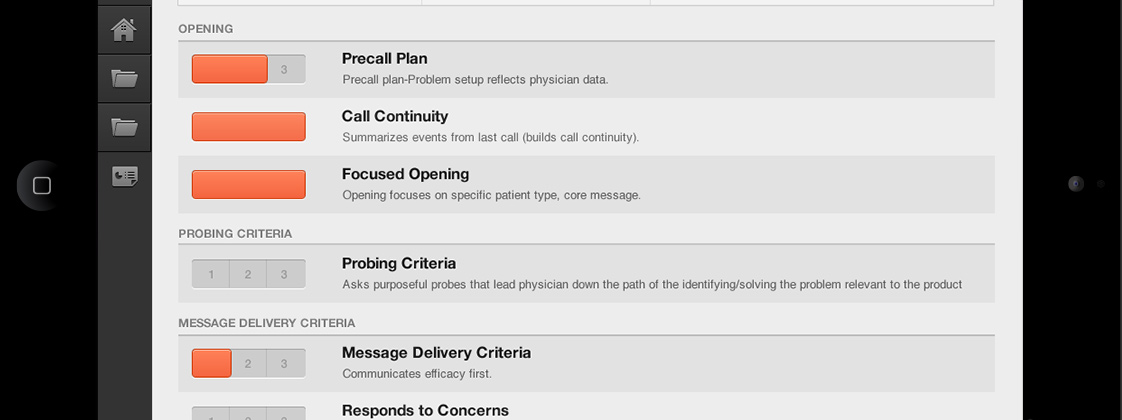 OPENING
3
Precall Plan
Precall plan-Problem setup reflects physician data.
Call Continuity
Summarizes events from last call (builds call continuity).
Focused Opening
Opening focuses on specific patient type, core message.
PROBING CRITERIA
1 2 3
Probing Criteria
Asks purposeful probes that lead physician down the path of the identifying/solving the problem relevant to the product
MESSAGE DELIVERY CRITERIA
2 3
Message Delivery Criteria
Communicates efficacy first.
1 2 3
Responds to Concerns